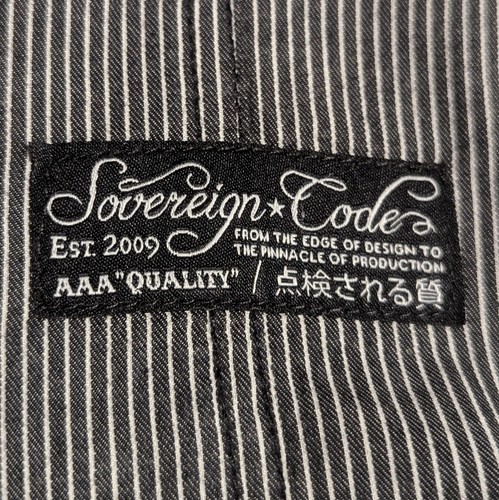 Sovereign★Code
EST. 2009
FROM THE EDGE OF DESIGN TO
THE PINNACLE OF PRODUCTION
AAA "QUALITY" / 点検される質